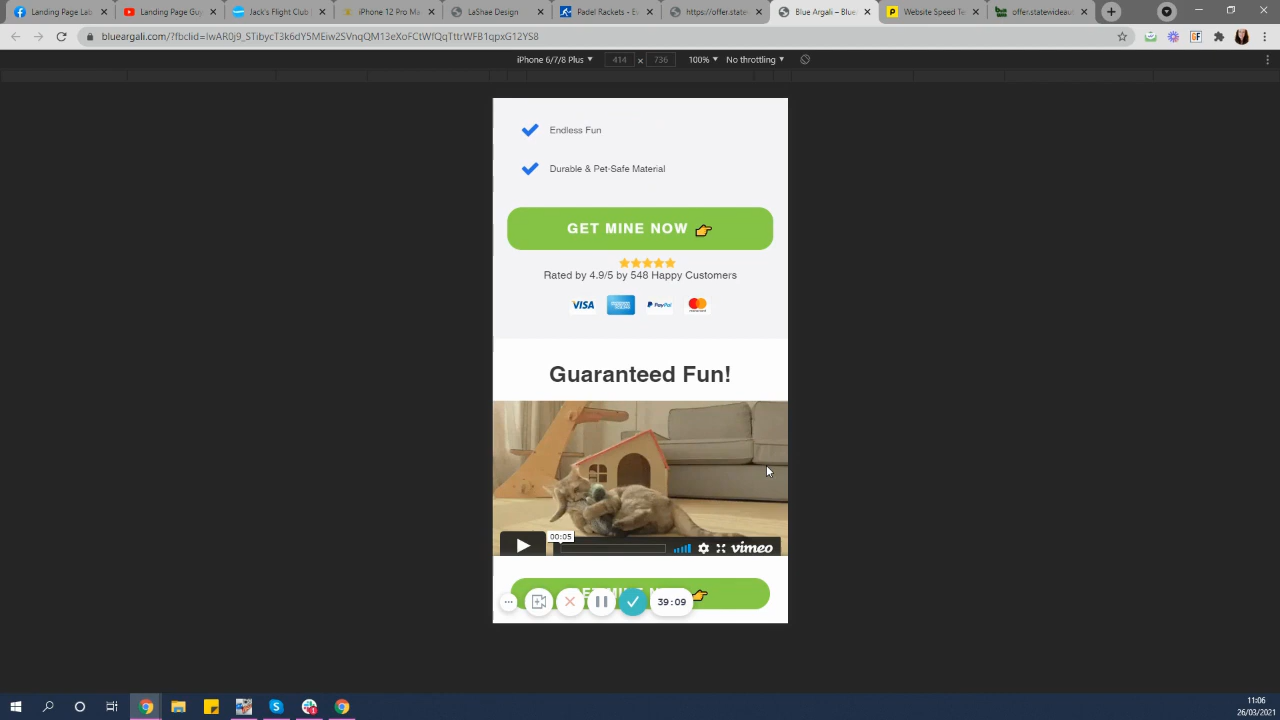 Landing Page Lab
Landing Page Gu
Jack's Flight Club
iPhone 12 Pro Ma
LaShae Design
Padel Rackets - E
https://offer.state
Blue Argali – Blue
Website Speed Te
offer.statewideau
blueargali.com/?fbclid=IwAR0j9_STibycT3k6dY5MEiw2SVnqQM13eXoFCtWfQqTttrWFB1qpxG12YS8
iPhone 6/7/8 Plus
414
736
100%
No throttling
Endless Fun
Durable & Pet-Safe Material
GET MINE NOW
Rated by 4.9/5 by 548 Happy Customers
VISA
PayPal
Guaranteed Fun!
00:05
vimeo
39:09
11:06
26/03/2021